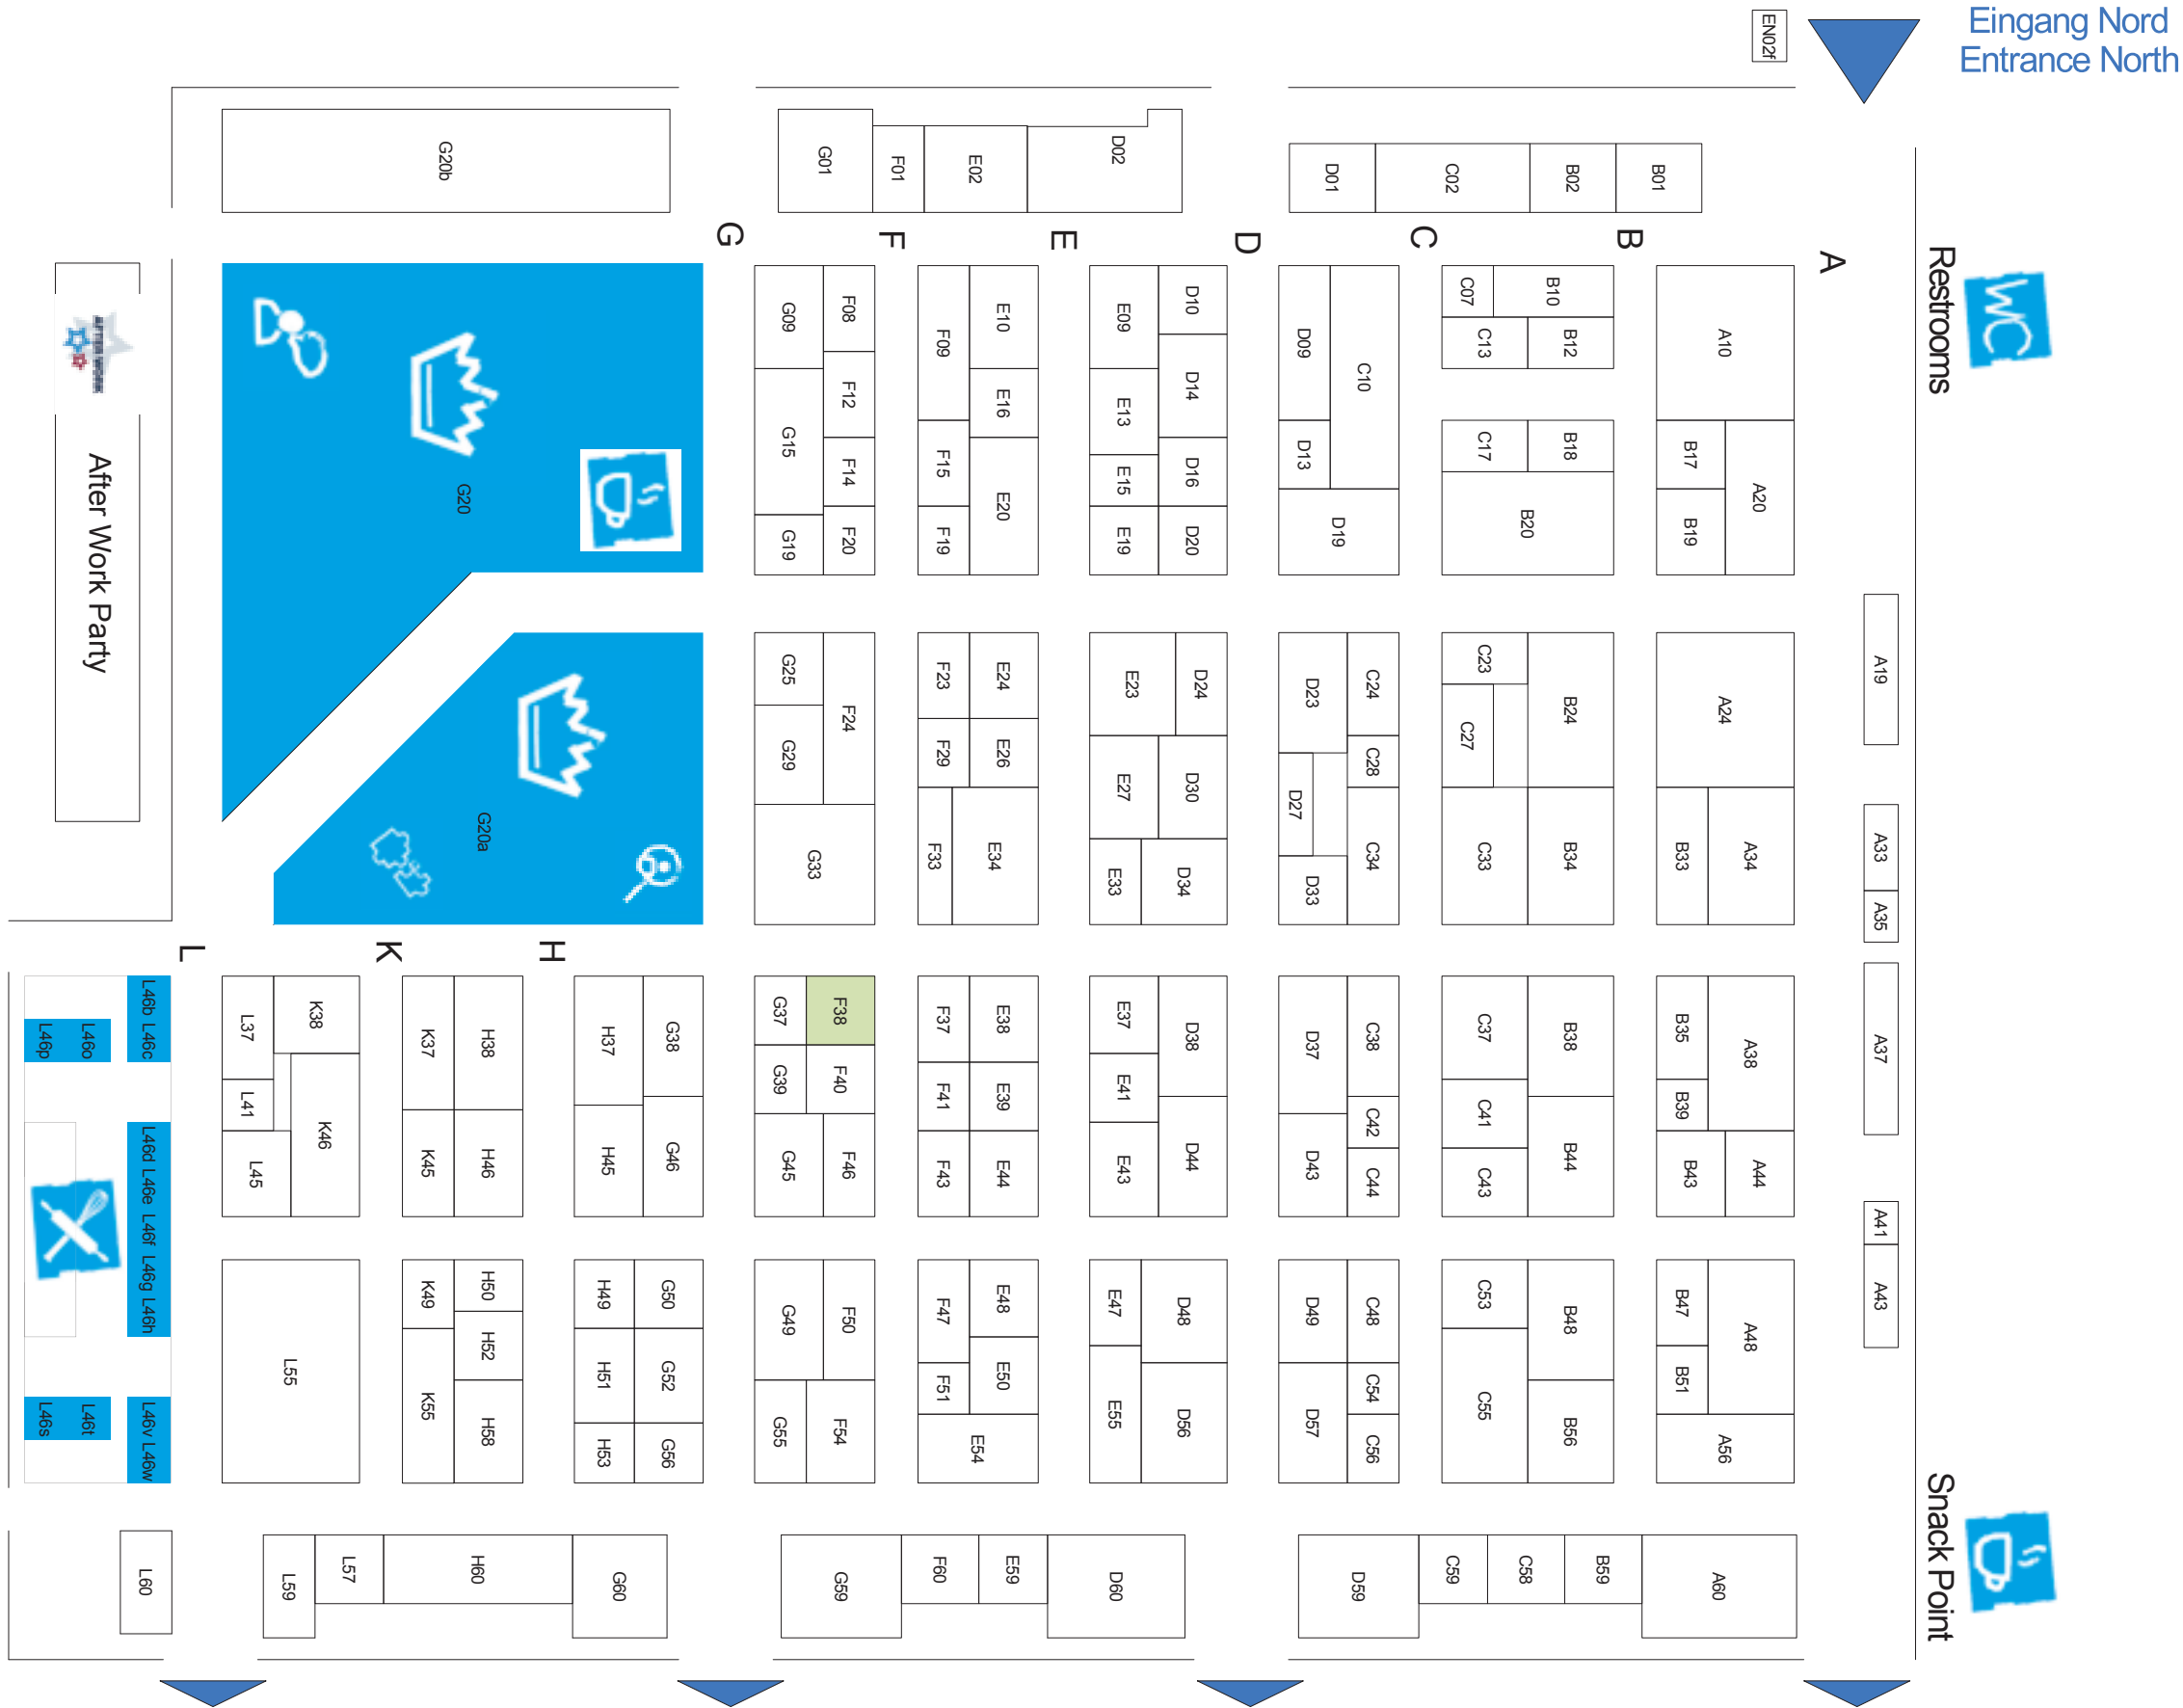 Eingang Nord
Entrance North
EN02f
G20b
G01
F01
E02
D02
D01
C02
B02
B01
G
F
E
D
C
B
A
Restrooms
WC
AFTER WORK
After Work Party
G20
G20a
G09
F08
F12
G15
F14
G19
F20
F09
E10
E16
F15
E20
F19
E09
D10
D14
E13
E15
D16
E19
D20
D09
C10
D13
D19
C07
B10
C13
B12
C17
B18
B20
A10
B17
A20
B19
A19
G25
F24
G29
G33
F23
E24
F29
E26
F33
E34
E23
D24
E27
D30
E33
D34
D23
C24
C28
D27
C34
D33
C23
B24
C27
C33
B34
A24
B33
A34
A33
A35
L
K
H
L46b L46c
L46p
L46o
L37
K38
L41
K46
L45
K37
H38
K45
H46
H37
G38
H45
G46
G37
F38
G39
F40
G45
F46
F37
E38
F41
E39
F43
E44
E37
D38
E41
E43
D44
D37
C38
C42
D43
C44
C37
B38
C41
B44
C43
B35
A38
B39
B43
A44
A37
A41
A43
L46d L46e L46f L46g L46h
L46s
L46t
L46v L46w
L55
K49
H50
H52
K55
H58
H49
G50
H51
G52
H53
G56
G49
F50
G55
F54
F47
E48
F51
E50
E54
E47
D48
E55
D56
D49
C48
C54
D57
C56
C53
B48
C55
B56
B47
A48
B51
A56
Snack Point
L60
L59
L57
H60
G60
G59
F60
E59
D60
D59
C59
C58
B59
A60